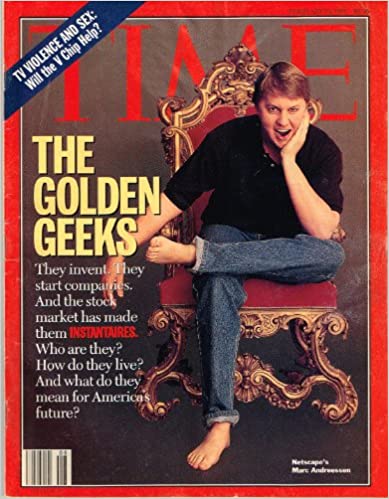 TV VIOLENCE AND SEX:
Will the V Chip Help?
TIME
THE
GOLDEN
GEEKS
They invent. They
start companies.
And the stock
market has made
them INSTANTAIRES.
Who are they?
How do they live?
And what do they
mean for America's
future?
Netscape's
Marc Andreessen